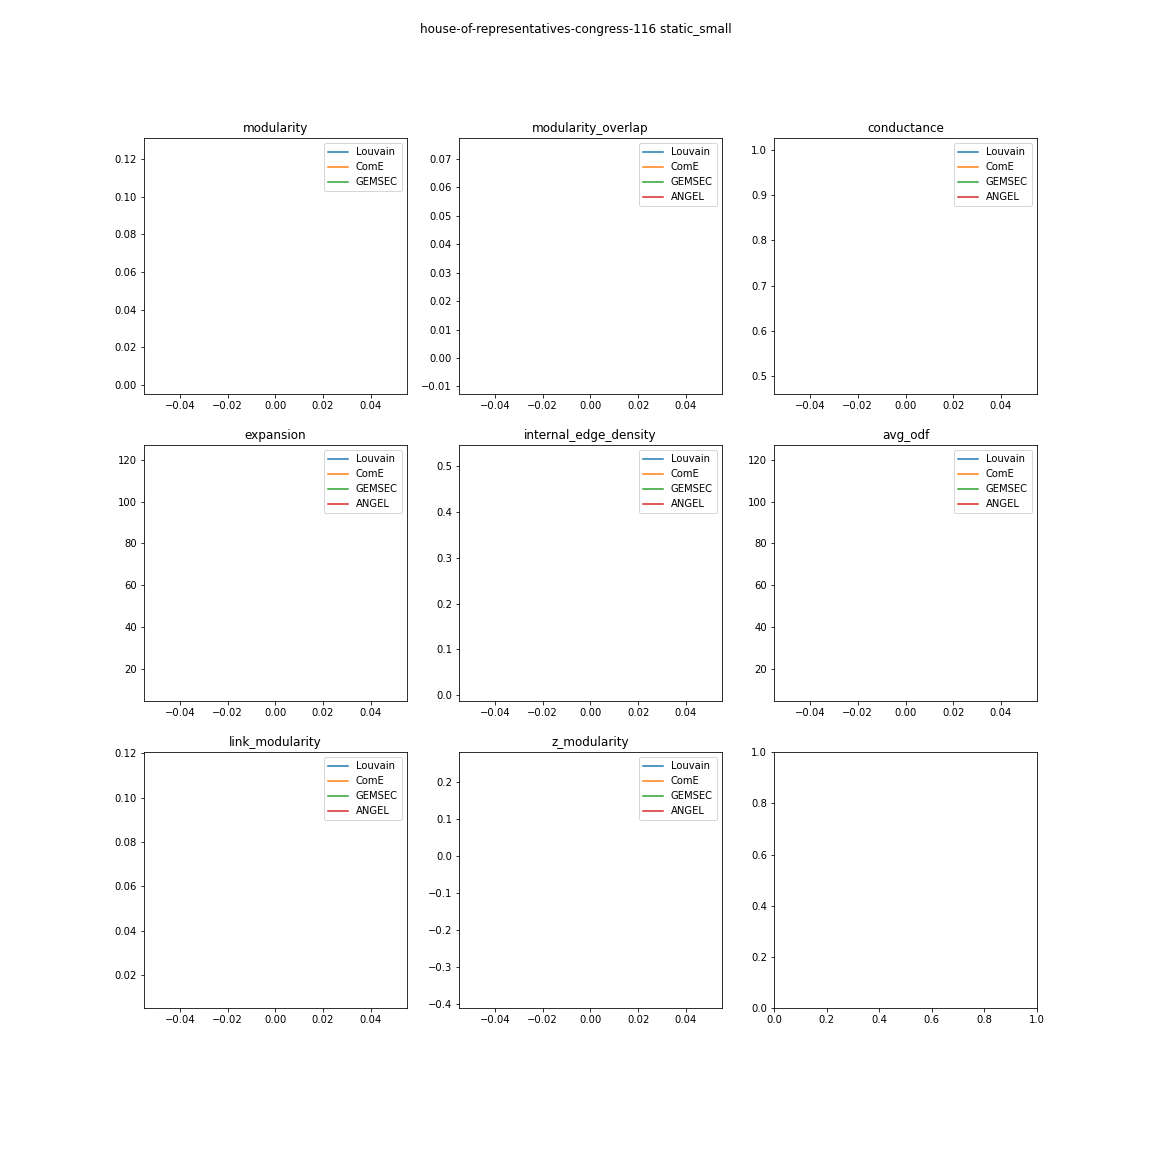 house-of-representatives-congress-116 static_small
modularity
modularity_overlap
conductance
0.12
0.10
0.08
0.06
0.04
0.02
0.00
−0.04 −0.02 0.00 0.02 0.04
Louvain
ComE
GEMSEC
0.07
0.06
0.05
0.04
0.03
0.02
0.01
0.00
−0.01
−0.04 −0.02 0.00 0.02 0.04
Louvain
ComE
GEMSEC
ANGEL
1.0
0.9
0.8
0.7
0.6
0.5
−0.04 −0.02 0.00 0.02 0.04
Louvain
ComE
GEMSEC
ANGEL
expansion
internal_edge_density
avg_odf
120
100
80
60
40
20
−0.04 −0.02 0.00 0.02 0.04
Louvain
ComE
GEMSEC
ANGEL
0.5
0.4
0.3
0.2
0.1
0.0
−0.04 −0.02 0.00 0.02 0.04
Louvain
ComE
GEMSEC
ANGEL
120
100
80
60
40
20
−0.04 −0.02 0.00 0.02 0.04
Louvain
ComE
GEMSEC
ANGEL
link_modularity
z_modularity
0.12
0.10
0.08
0.06
0.04
0.02
−0.04 −0.02 0.00 0.02 0.04
Louvain
ComE
GEMSEC
ANGEL
0.2
0.1
0.0
−0.1
−0.2
−0.3
−0.4
−0.04 −0.02 0.00 0.02 0.04
Louvain
ComE
GEMSEC
ANGEL
1.0
0.8
0.6
0.4
0.2
0.0
0.0 0.2 0.4 0.6 0.8 1.0